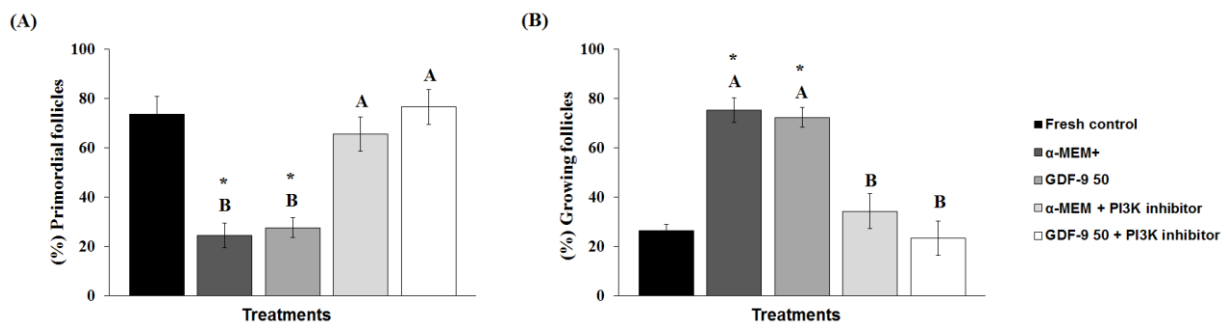 (A)
(%) Primordial follicles
100
80
60
40
20
0
*
B
*
B
A
A
Treatments
(B)
(%) Growing follicles
100
80
60
40
20
0
*
A
*
A
B
B
Treatments
Fresh control
α-MEM+
GDF-9 50
α-MEM + PI3K inhibitor
GDF-9 50 + PI3K inhibitor